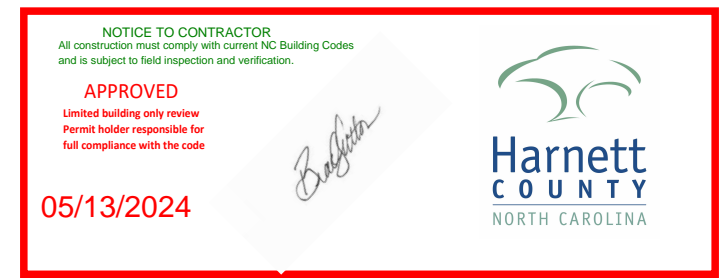 NOTICE TO CONTRACTOR
All construction must comply with current NC Building Codes
and is subject to field inspection and verification.
APPROVED
Limited building only review
Permit holder responsible for
full compliance with the code
05/13/2024
Harnett
COUNTY
NORTH CAROLINA